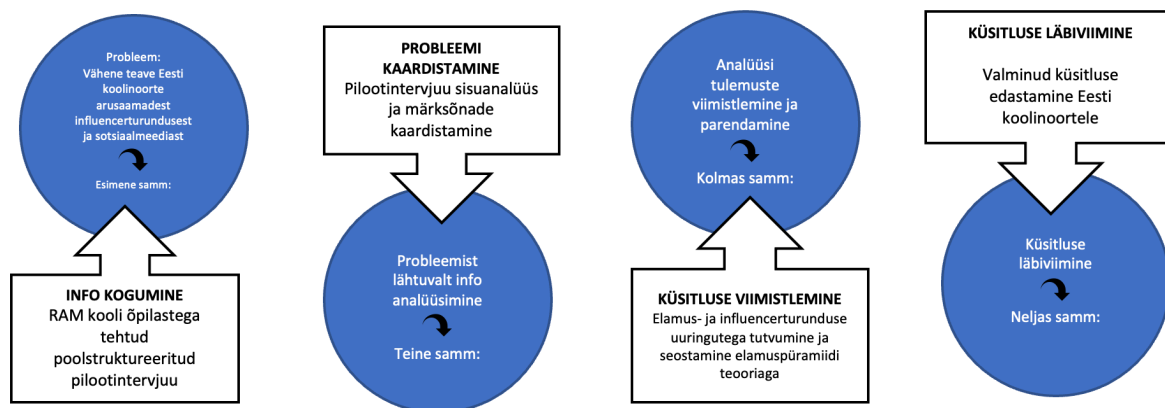 Probleem:
Vähene teave Eesti
koolinoorte
arusaamadest
influencerturundusest
ja sotsiaalmeediast
Esimene samm:
INFO KOGUMINE
RAM kooli õpilastega
tehtud
poolstruktureeritud
pilootintervjuu
PROBLEEMI
KAARDISTAMINE
Pilootintervjuu sisuanalüüs
ja märksõnade
kaardistamine
Probleemist
lähtuvalt info
analüüsimine
Teine samm:
Analüüsi
tulemuste
viimistlemine ja
parendamine
Kolmas samm:
KÜSITLUSE VIIMISTLEMINE
Elamus- ja influencerturunduse
uuringutega tutvumine ja
seostamine elamuspüramiidi
teooriaga
KÜSITLUSE LÄBIVIIMINE
Valminud küsitluse
edastamine Eesti
koolinoortele
Küsitluse
läbiviimine
Neljas samm: